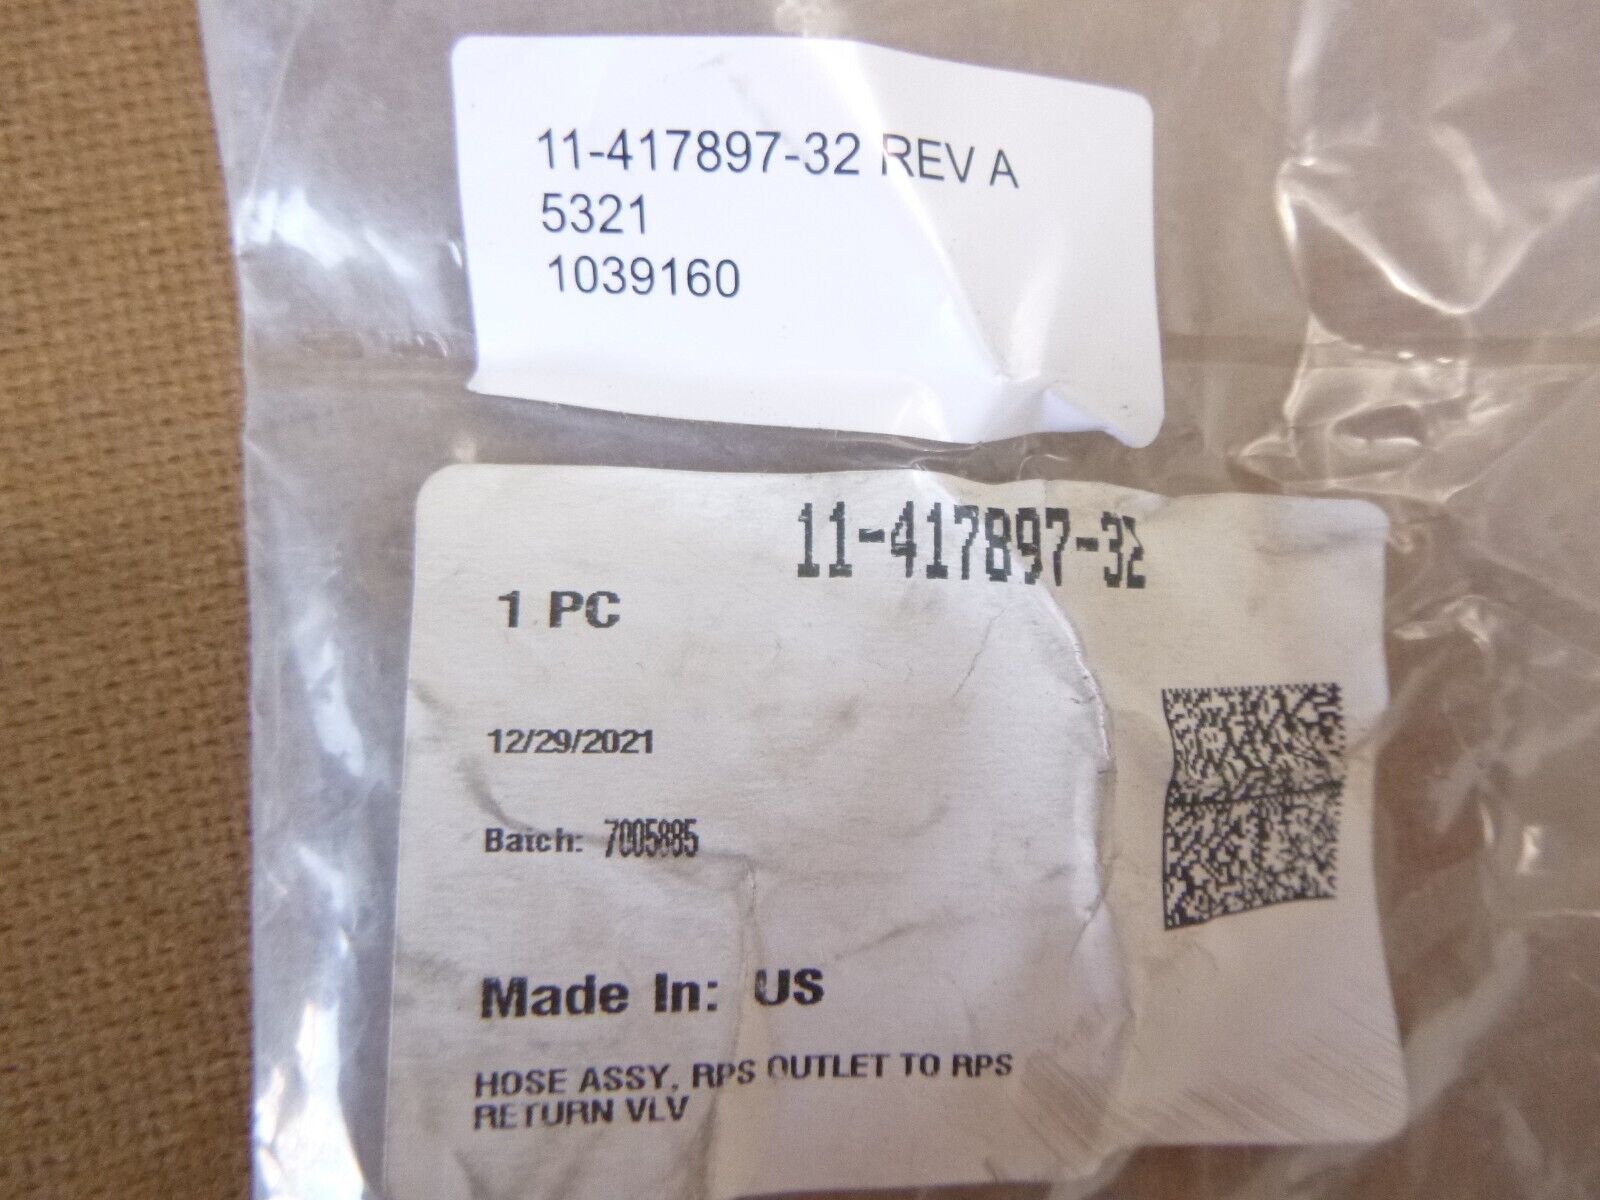 11-417897-32 REV A
5321
1039160
11-417897-32
1 PC
12/29/2021
Batch: 7005885
Made In: US
HOSE ASSY, RPS OUTLET TO RPS
RETURN VLV